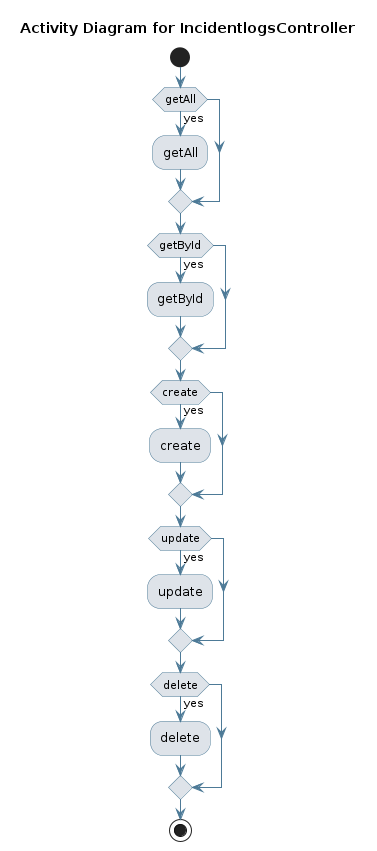 Activity Diagram for IncidentlogsController
getAll
yes
getAll
getById
yes
getById
create
yes
create
update
yes
update
delete
yes
delete